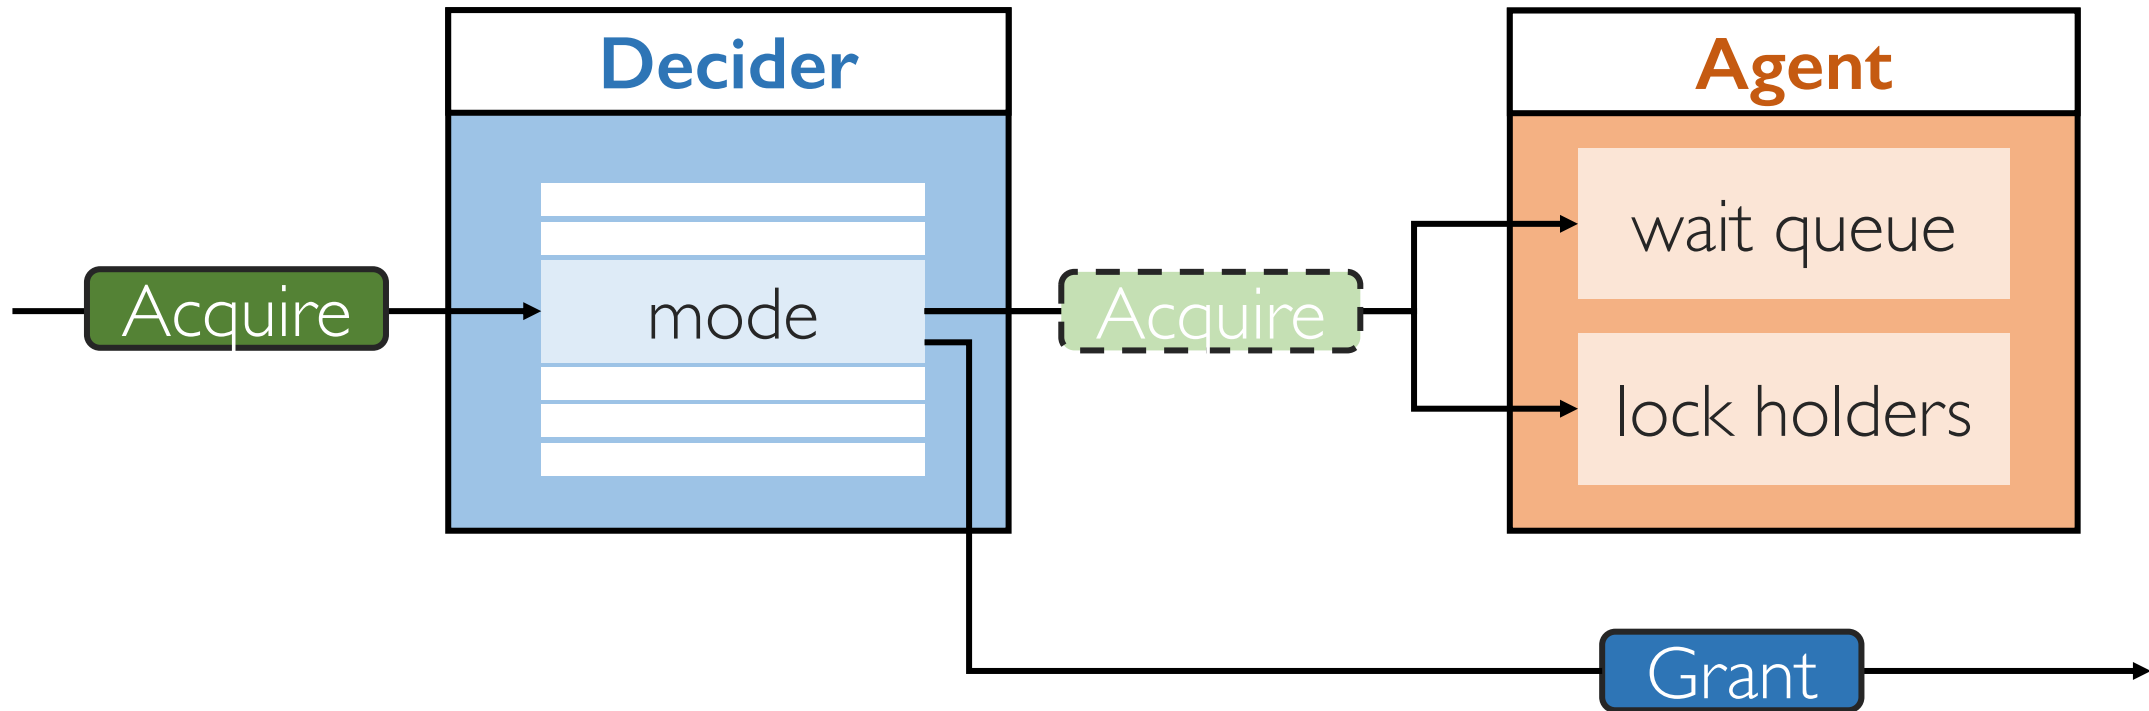 Decider
Agent
Acquire
mode
Acquire
wait queue
lock holders
Grant